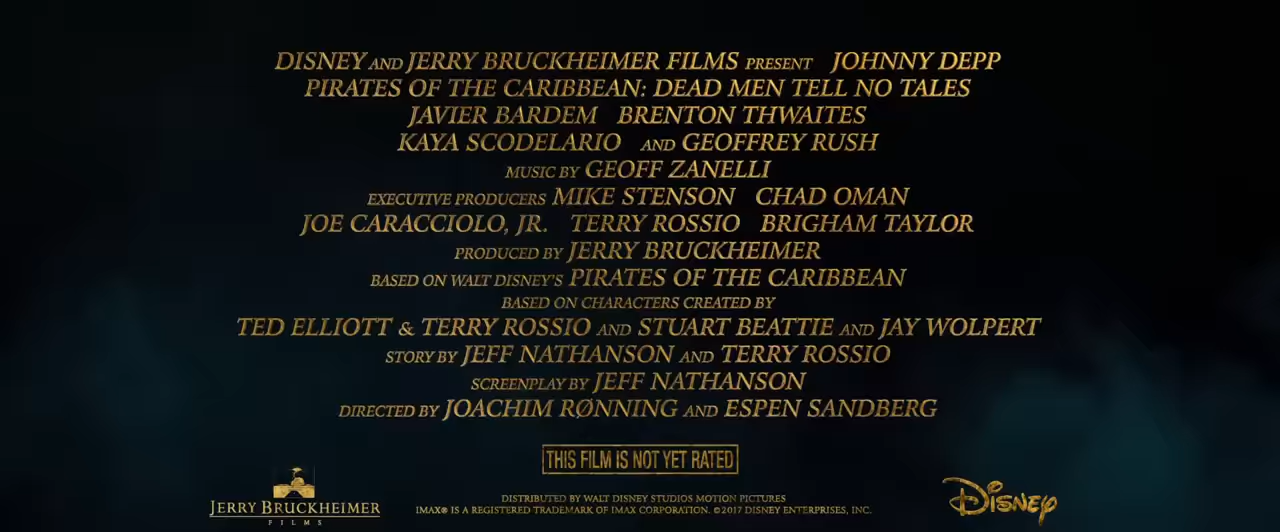 DISNEY AND JERRY BRUCKHEIMER FILMS PRESENT JOHNNY DEPP
PIRATES OF THE CARIBBEAN: DEAD MEN TELL NO TALES
JAVIER BARDEM BRENTON THWAITES
KAYA SCODELARIO AND GEOFFREY RUSH
MUSIC BY GEOFF ZANELLI
EXECUTIVE PRODUCERS MIKE STENSON CHAD OMAN
JOE CARACCIOLO, JR. TERRY ROSSIO BRIGHAM TAYLOR
PRODUCED BY JERRY BRUCKHEIMER
BASED ON WALT DISNEY'S PIRATES OF THE CARIBBEAN
BASED ON CHARACTERS CREATED BY
TED ELLIOTT & TERRY ROSSIO AND STUART BEATTIE AND JAY WOLPERT
STORY BY JEFF NATHANSON AND TERRY ROSSIO
SCREENPLAY BY JEFF NATHANSON
DIRECTED BY JOACHIM RØNNING AND ESPEN SANDBERG
THIS FILM IS NOT YET RATED
JERRY BRUCKHEIMER
FILMS
DISTRIBUTED BY WALT DISNEY STUDIOS MOTION PICTURES
IMAX® IS A REGISTERED TRADEMARK OF IMAX CORPORATION. ©2017 DISNEY ENTERPRISES, INC.
Disney